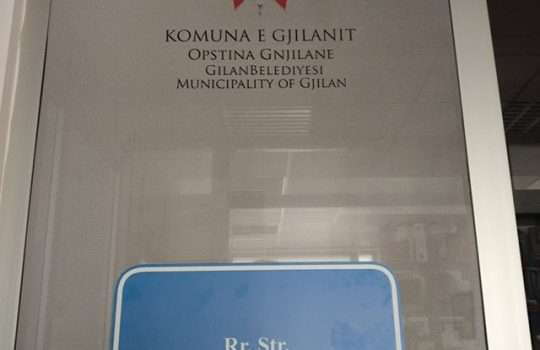 KOMUNA E GJILANIT
OPSTINA GNJILANE
GILANBELEDIYESI
MUNICIPALITY OF GJILAN
Rr. Str.